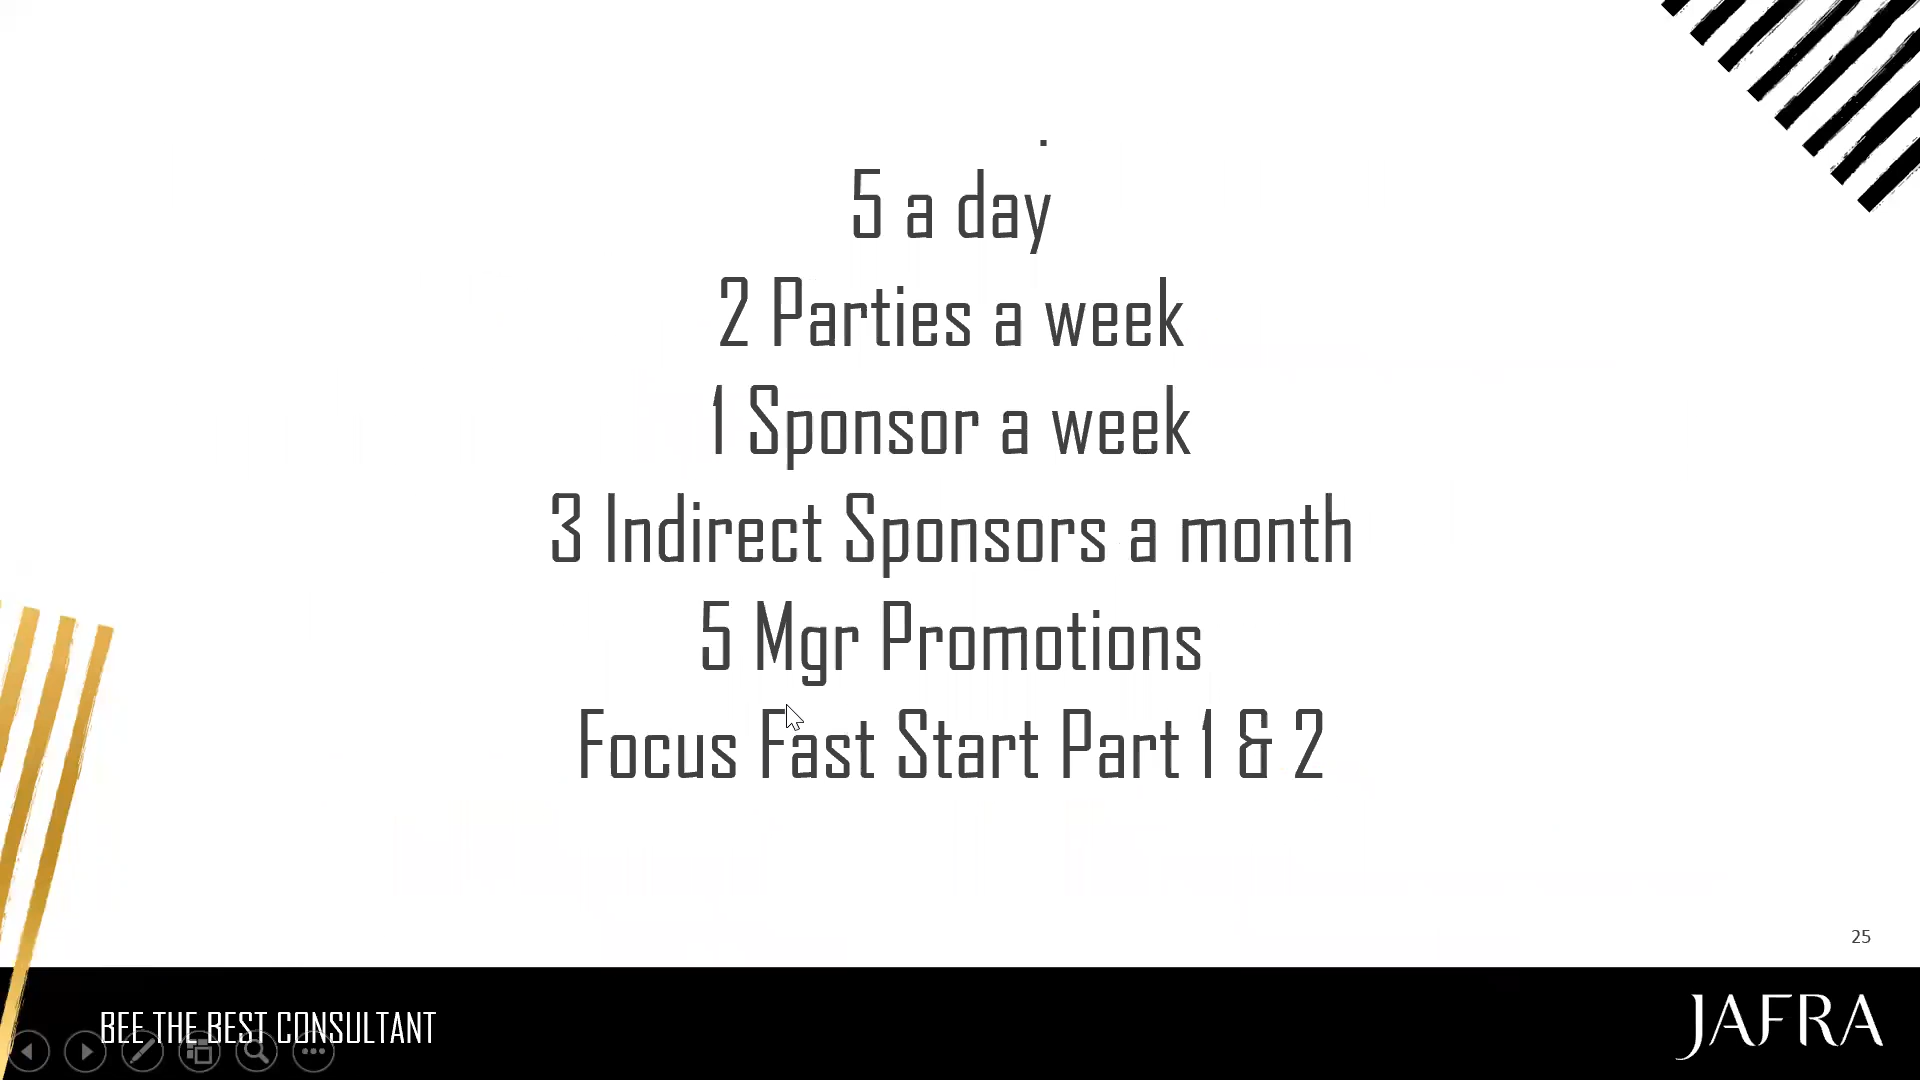 .
5 a day
2 Parties a week
1 Sponsor a week
3 Indirect Sponsors a month
5 Mgr Promotions
Focus Fast Start Part 1 & 2
25
BEE THE BEST CONSULTANT
JAFRA